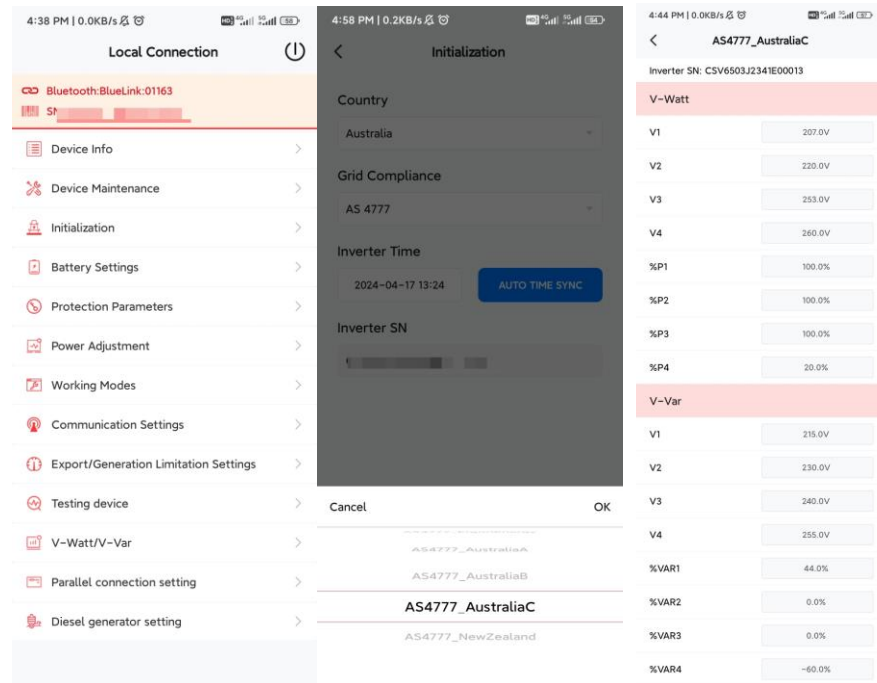 4:38 PM | 0.0KB/s
58
Local Connection
Bluetooth:BlueLink:01163
SN
Device Info
Device Maintenance
Initialization
Battery Settings
Protection Parameters
Power Adjustment
Working Modes
Communication Settings
Export/Generation Limitation Settings
Testing device
V-Watt/V-Var
Parallel connection setting
Diesel generator setting
4:58 PM | 0.2KB/s
54
Initialization
Country
Australia
Grid Compliance
AS 4777
Inverter Time
2024-04-17 13:24 AUTO TIME SYNC
Inverter SN
Cancel OK
AS4777_AustraliaA
AS4777_AustraliaB
AS4777_AustraliaC
AS4777_NewZealand
4:44 PM | 0.0KB/s
AS4777_AustraliaC
Inverter SN: CSV6503J2341E00013
V-Watt
V1 207.0V
V2 220.0V
V3 253.0V
V4 260.0V
%P1 100.0%
%P2 100.0%
%P3 100.0%
%P4 20.0%
V-Var
V1 215.0V
V2 230.0V
V3 240.0V
V4 255.0V
%VAR1 44.0%
%VAR2 0.0%
%VAR3 0.0%
%VAR4 -60.0%